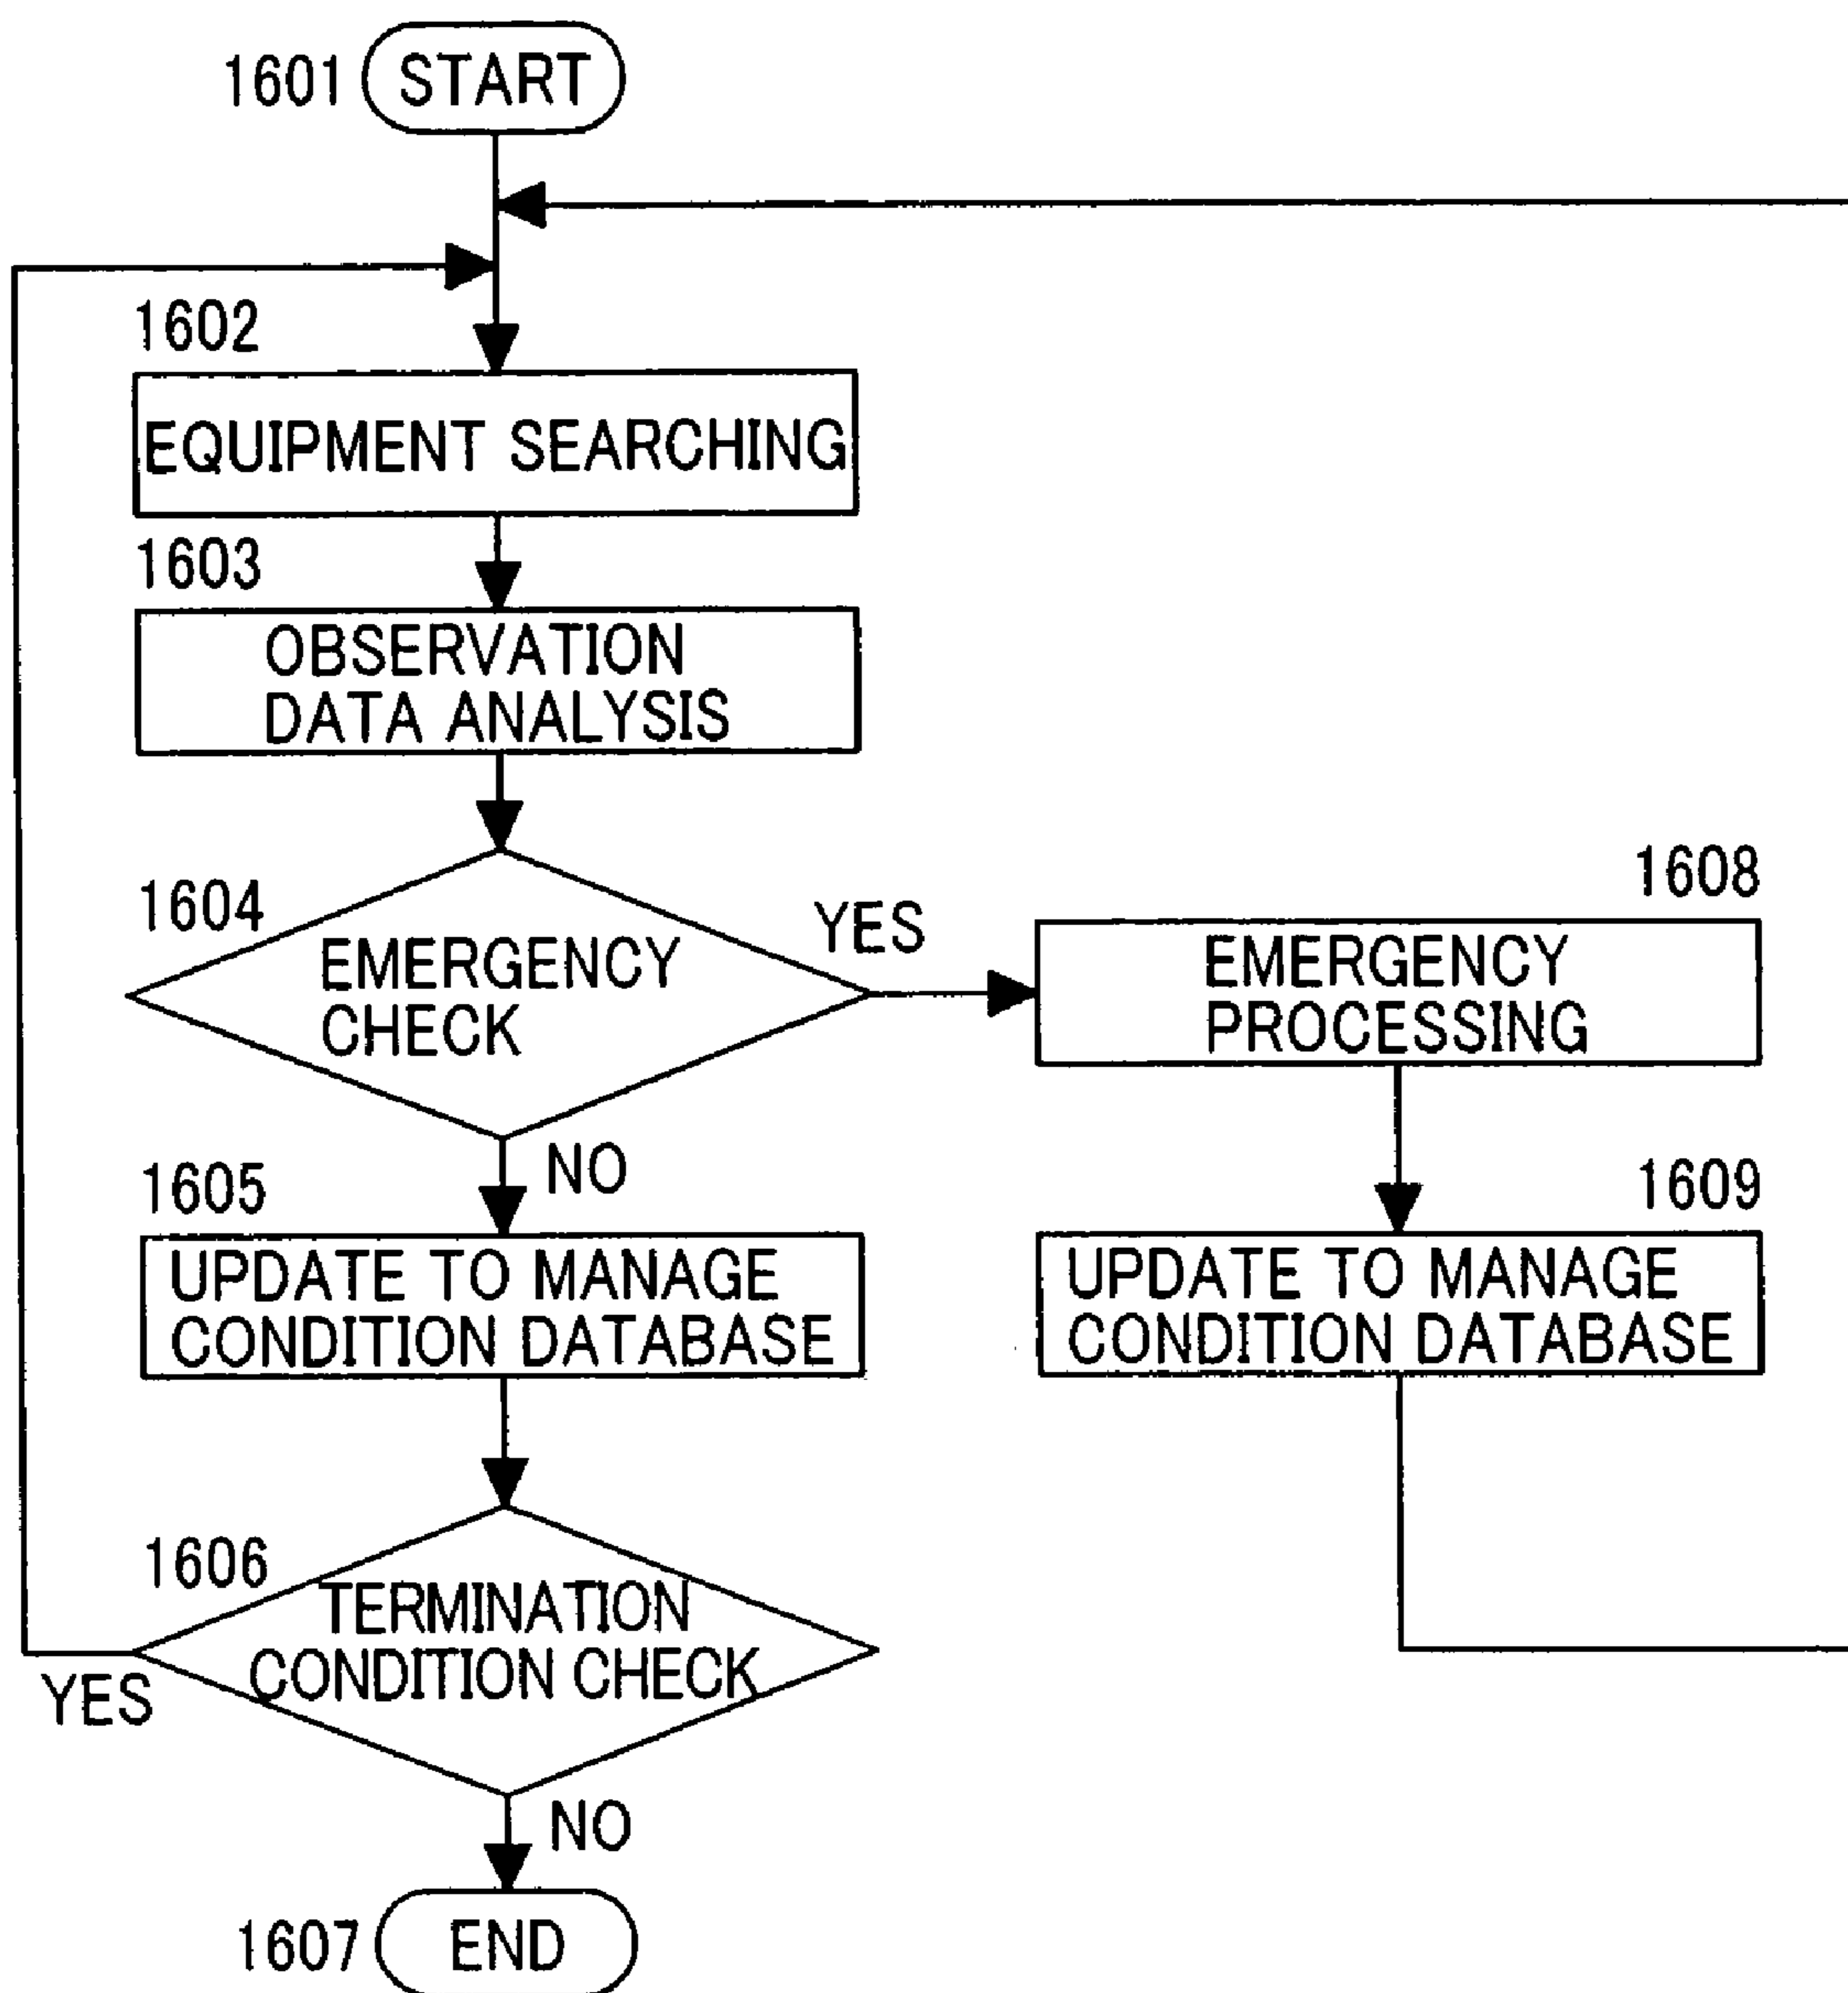 1601 START
1602
EQUIPMENT SEARCHING
1603
OBSERVATION
DATA ANALYSIS
1604
EMERGENCY
CHECK
YES
NO
1608
EMERGENCY
PROCESSING
1605
UPDATE TO MANAGE
CONDITION DATABASE
1609
UPDATE TO MANAGE
CONDITION DATABASE
1606
TERMINATION
CONDITION CHECK
YES
NO
1607 END